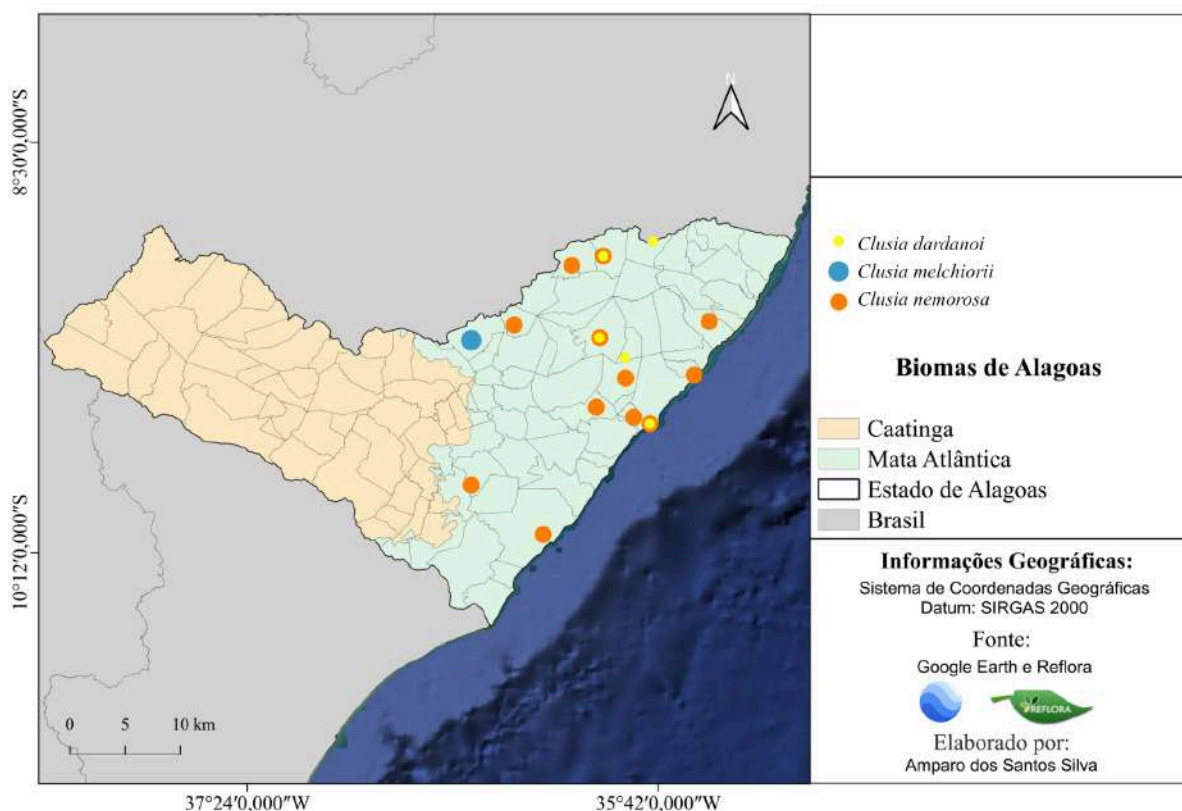 N
8°30'0,000"S
10°12'0,000"S
0 5 10 km
37°24'0,000"W
35°42'0,000"W
Clusia dardanoi
Clusia melchiorii
Clusia nemorosa
Biomas de Alagoas
Caatinga
Mata Atlântica
Estado de Alagoas
Brasil
Informações Geográficas:
Sistema de Coordenadas Geográficas
Datum: SIRGAS 2000
Fonte:
Google Earth e Reflora
REFLORA
Elaborado por:
Amparo dos Santos Silva